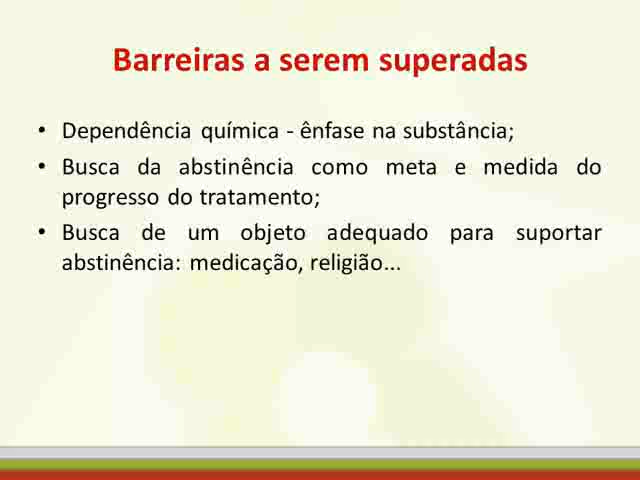 Barreiras a serem superadas
• Dependência química - ênfase na substância;
• Busca da abstinência como meta e medida do
progresso do tratamento;
• Busca de um objeto adequado para suportar
abstinência: medicação, religião...